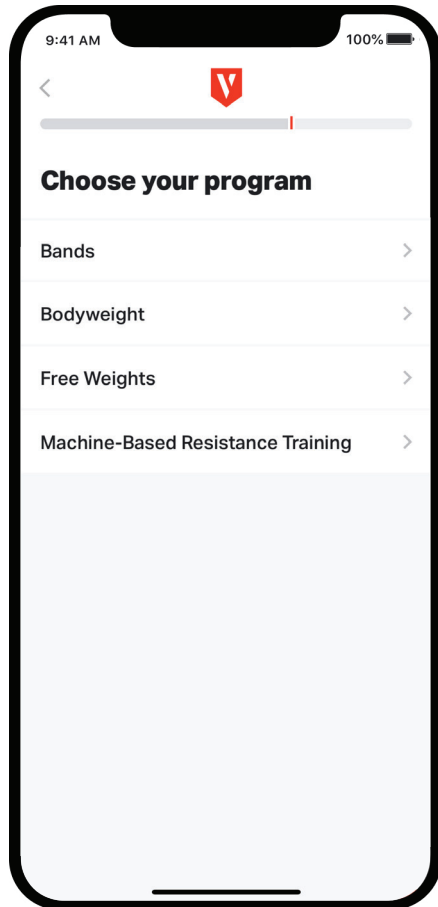 9:41 AM 100%
Choose your program
Bands
Bodyweight
Free Weights
Machine-Based Resistance Training